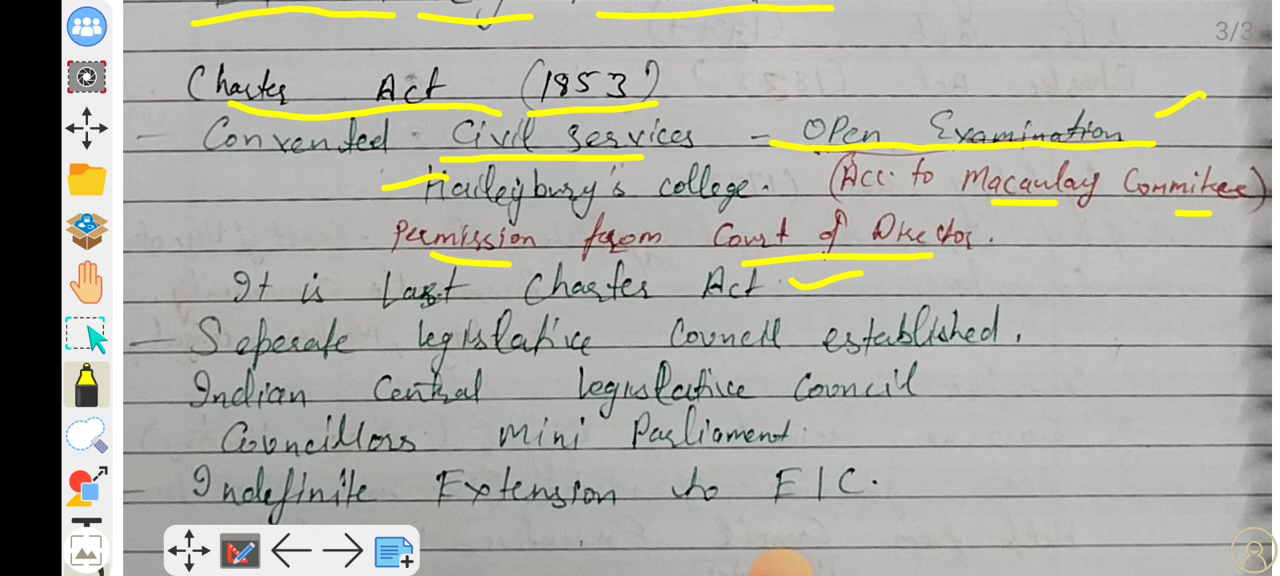 3/3
Charter Act (1853)
- Convented Civil Services - Open Examination
Haileybury's college. (Acc. to Macaulay Commitee)
Permission from Court of Director.
It is Last Charter Act.
- Seperate legislative Council established.
Indian Central legislative Council
Councillors mini Parliament.
- Indefinite Extension to EIC.